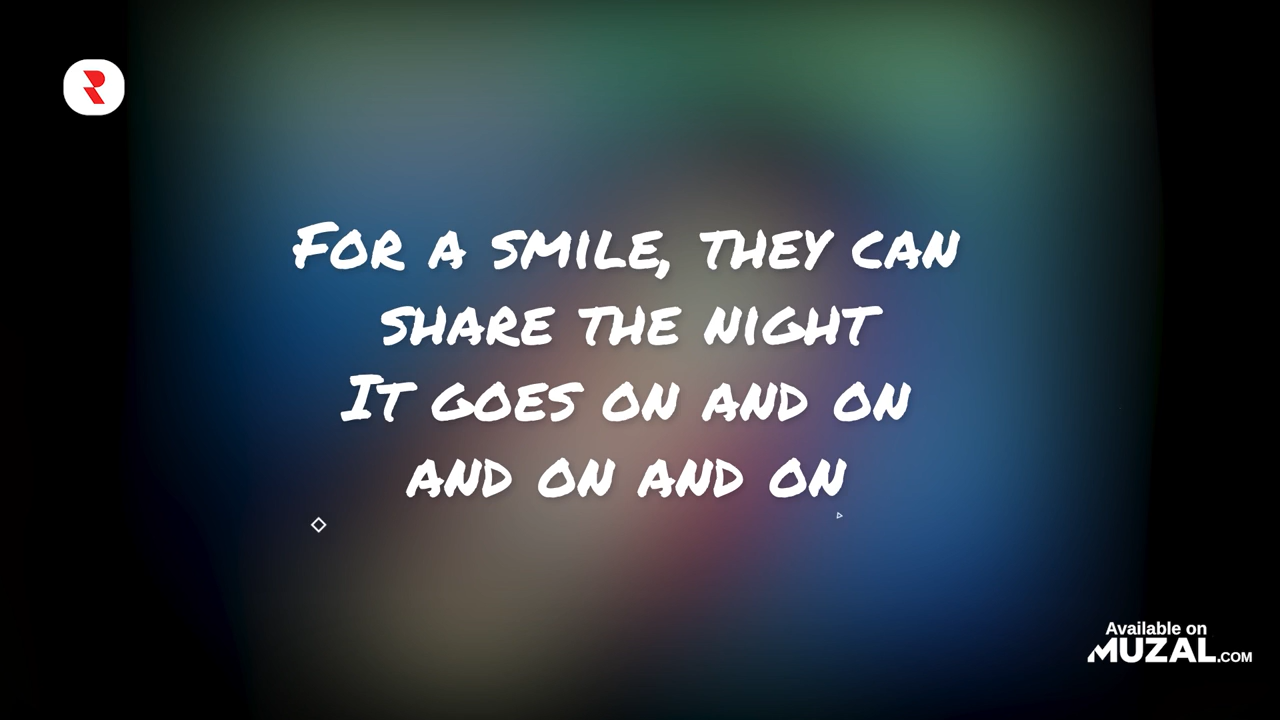 For a smile, they can
share the night
It goes on and on
and on and on
Available on
MUZAL.COM